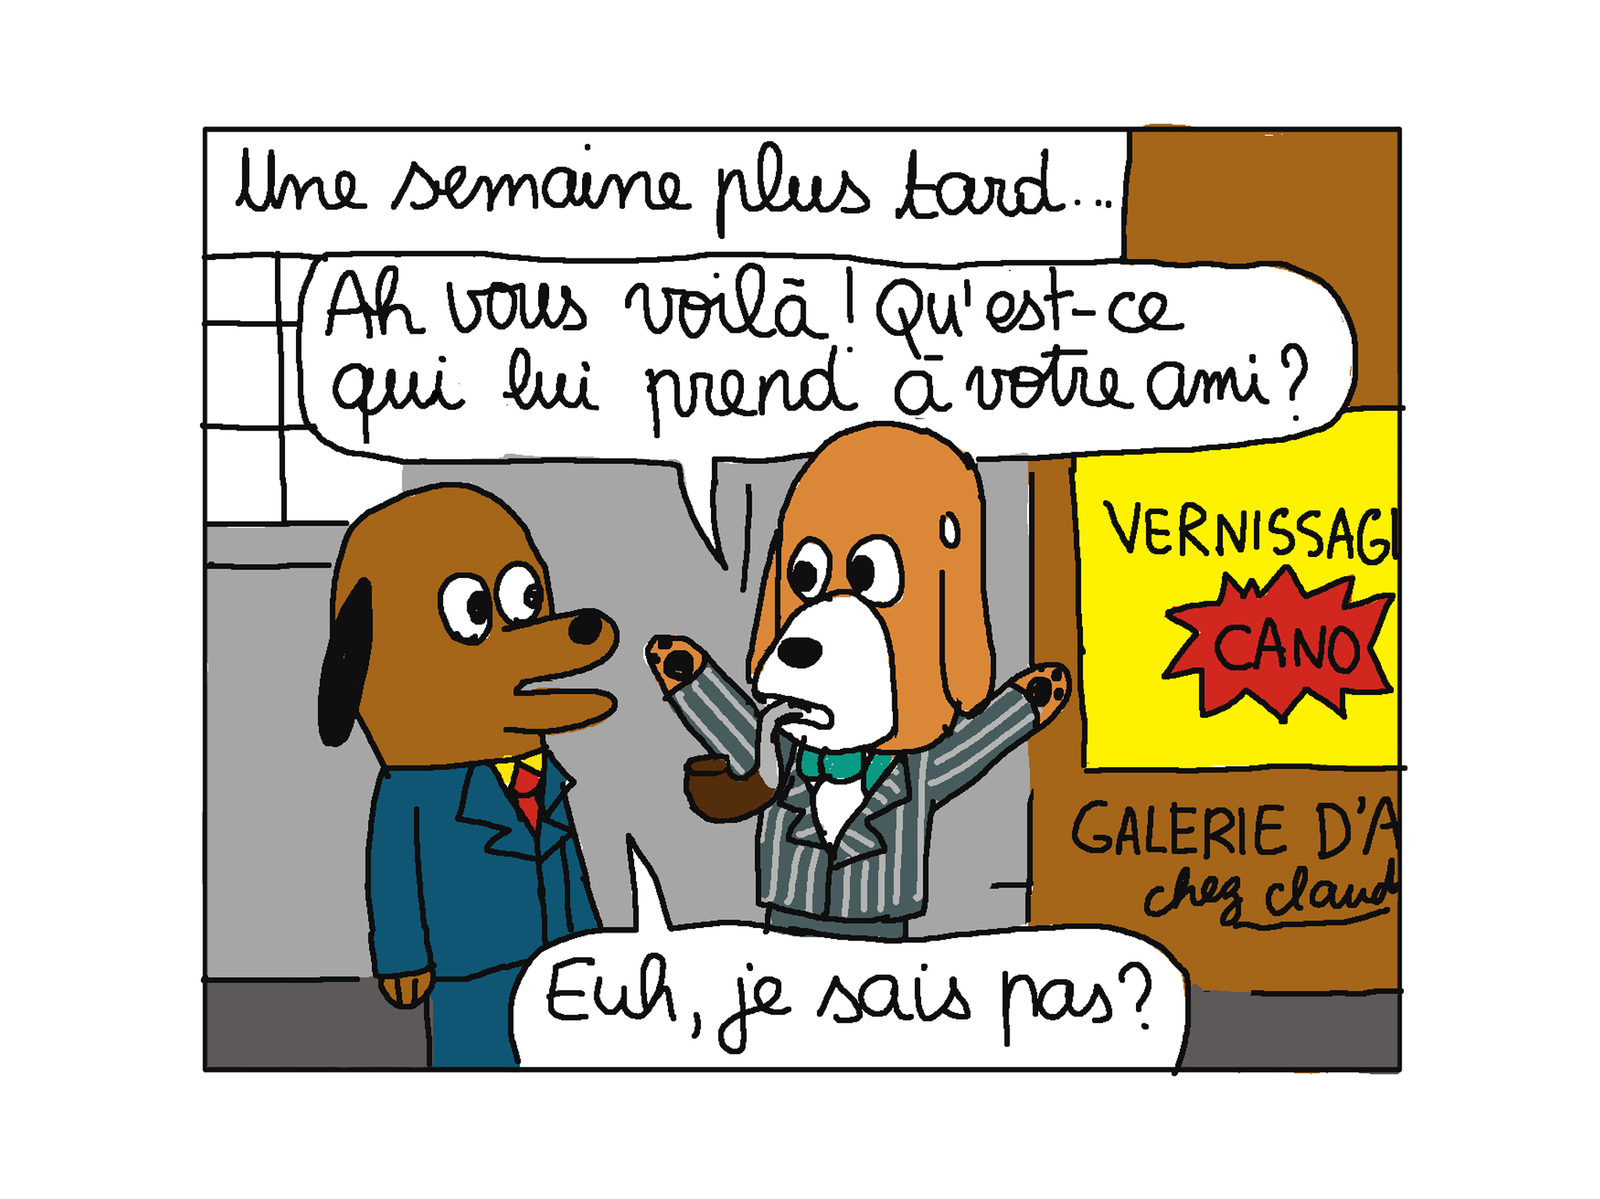 Une semaine plus tard...
Ah vous voilà ! Qu'est-ce
qui lui prend à votre ami ?
VERNISSAG
CANO
GALERIE D'A
chez claud
Euh, je sais pas ?